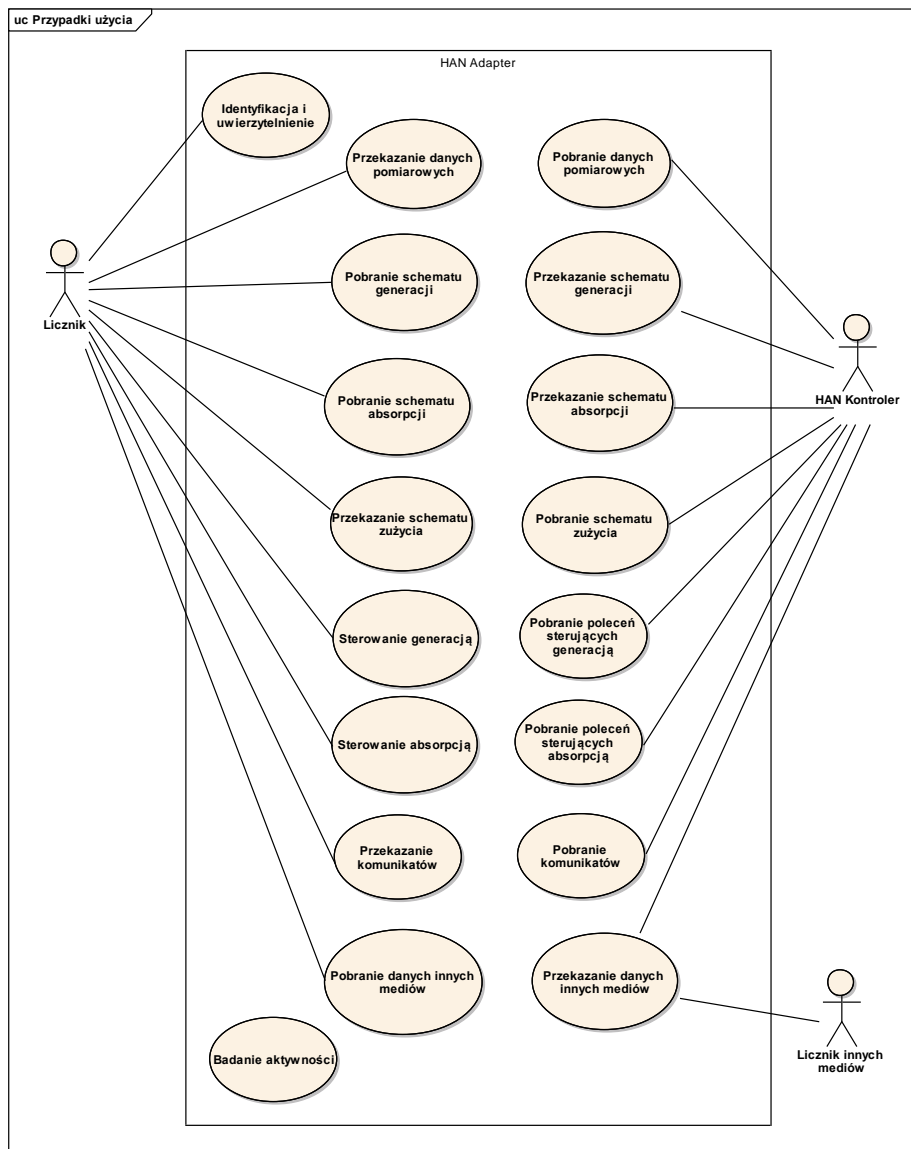 uc Przypadki użycia
HAN Adapter
Identyfikacja i
uwierzytelnienie
Przekazanie danych
pomiarowych
Pobranie danych
pomiarowych
Licznik
Pobranie schematu
generacji
Przekazanie schematu
generacji
HAN Kontroler
Pobranie schematu
absorpcji
Przekazanie schematu
absorpcji
Przekazanie schematu
zużycia
Pobranie schematu
zużycia
Sterowanie generacją
Pobranie poleceń
sterujących
generacją
Sterowanie absorpcją
Pobranie poleceń
sterujących
absorpcją
Przekazanie
komunikatów
Pobranie
komunikatów
Pobranie danych innych
mediów
Przekazanie danych
innych mediów
Licznik innych
mediów
Badanie aktywności